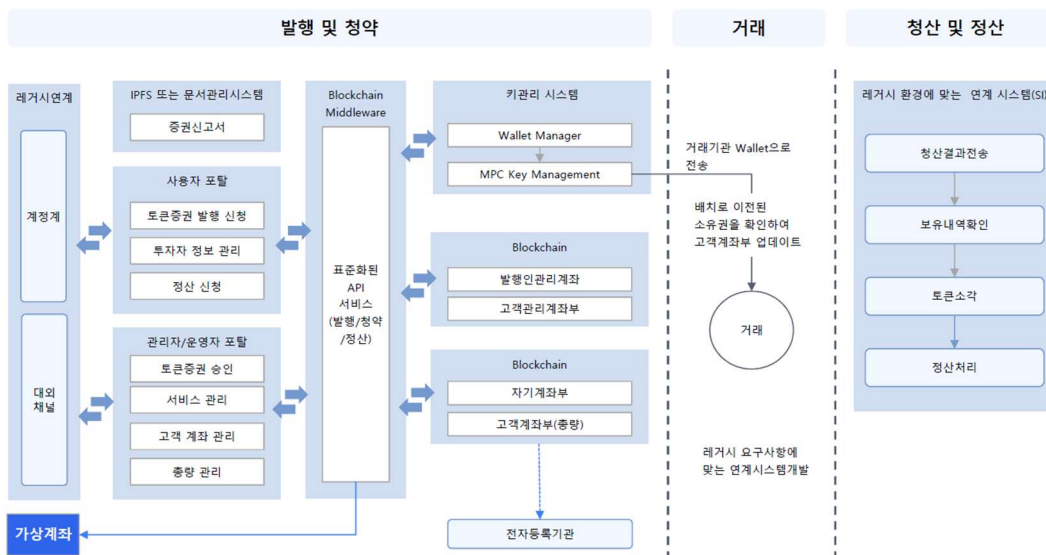 발행 및 청약
거래
청산 및 정산
레거시연계
계정계
대외
채널
가상계좌
IPFS 또는 문서관리시스템
증권신고서
사용자 포탈
토큰증권 발행 신청
투자자 정보 관리
정산 신청
관리자/운영자 포탈
토큰증권 승인
서비스 관리
고객 계좌 관리
총량 관리
Blockchain
Middleware
표준화된
API
서비스
(발행/청약
/정산)
키관리 시스템
Wallet Manager
MPC Key Management
Blockchain
발행인관리계좌
고객관리계좌부
Blockchain
자기계좌부
고객계좌부(총량)
전자등록기관
거래기관 Wallet으로
전송
배치로 이전된
소유권을 확인하여
고객계좌부 업데이트
거래
레거시 요구사항에
맞는 연계시스템개발
레거시 환경에 맞는 연계 시스템(SI)
청산결과전송
보유내역확인
토큰소각
정산처리